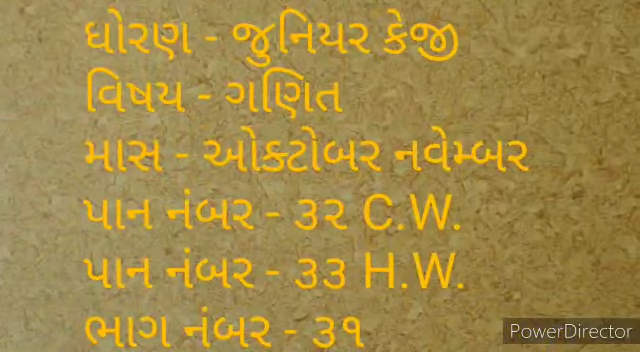 ધોરણ - જુનિયર કેજી
વિષય - ગણિત
માસ - ઓક્ટોબર નવેમ્બર
પાન નંબર - ૩૨ C.W.
પાન નંબર - ૩૩ H.W.
ભાગ નંબર - ૩૧
PowerDirector